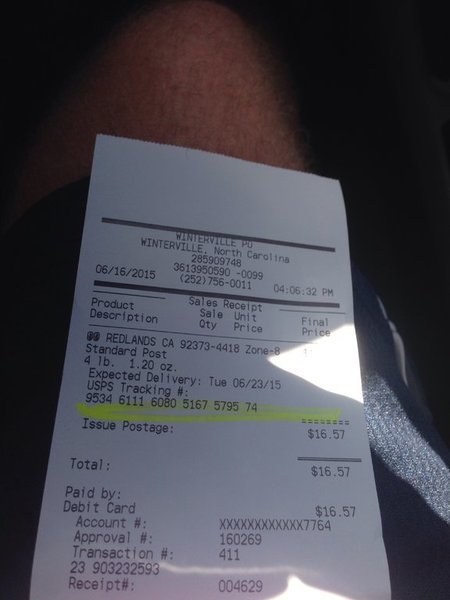 WINTERVILLE PO
WINTERVILLE, North Carolina
285909748
3613950590 -0099
06/16/2015 (252)756-0011 04:06:32 PM
Sales Receipt
Product Sale Unit Final
Description Qty Price Price
@@ REDLANDS CA 92373-4418 Zone-8
Standard Post
4 lb. 1.20 oz.
Expected Delivery: Tue 06/23/15
USPS Tracking #:
9534 6111 6080 5167 5795 74
========
Issue Postage: $16.57
Total: $16.57
Paid by:
Debit Card $16.57
Account #: XXXXXXXXXXXX7764
Approval #: 160269
Transaction #: 411
23 903232593
Receipt#: 004629